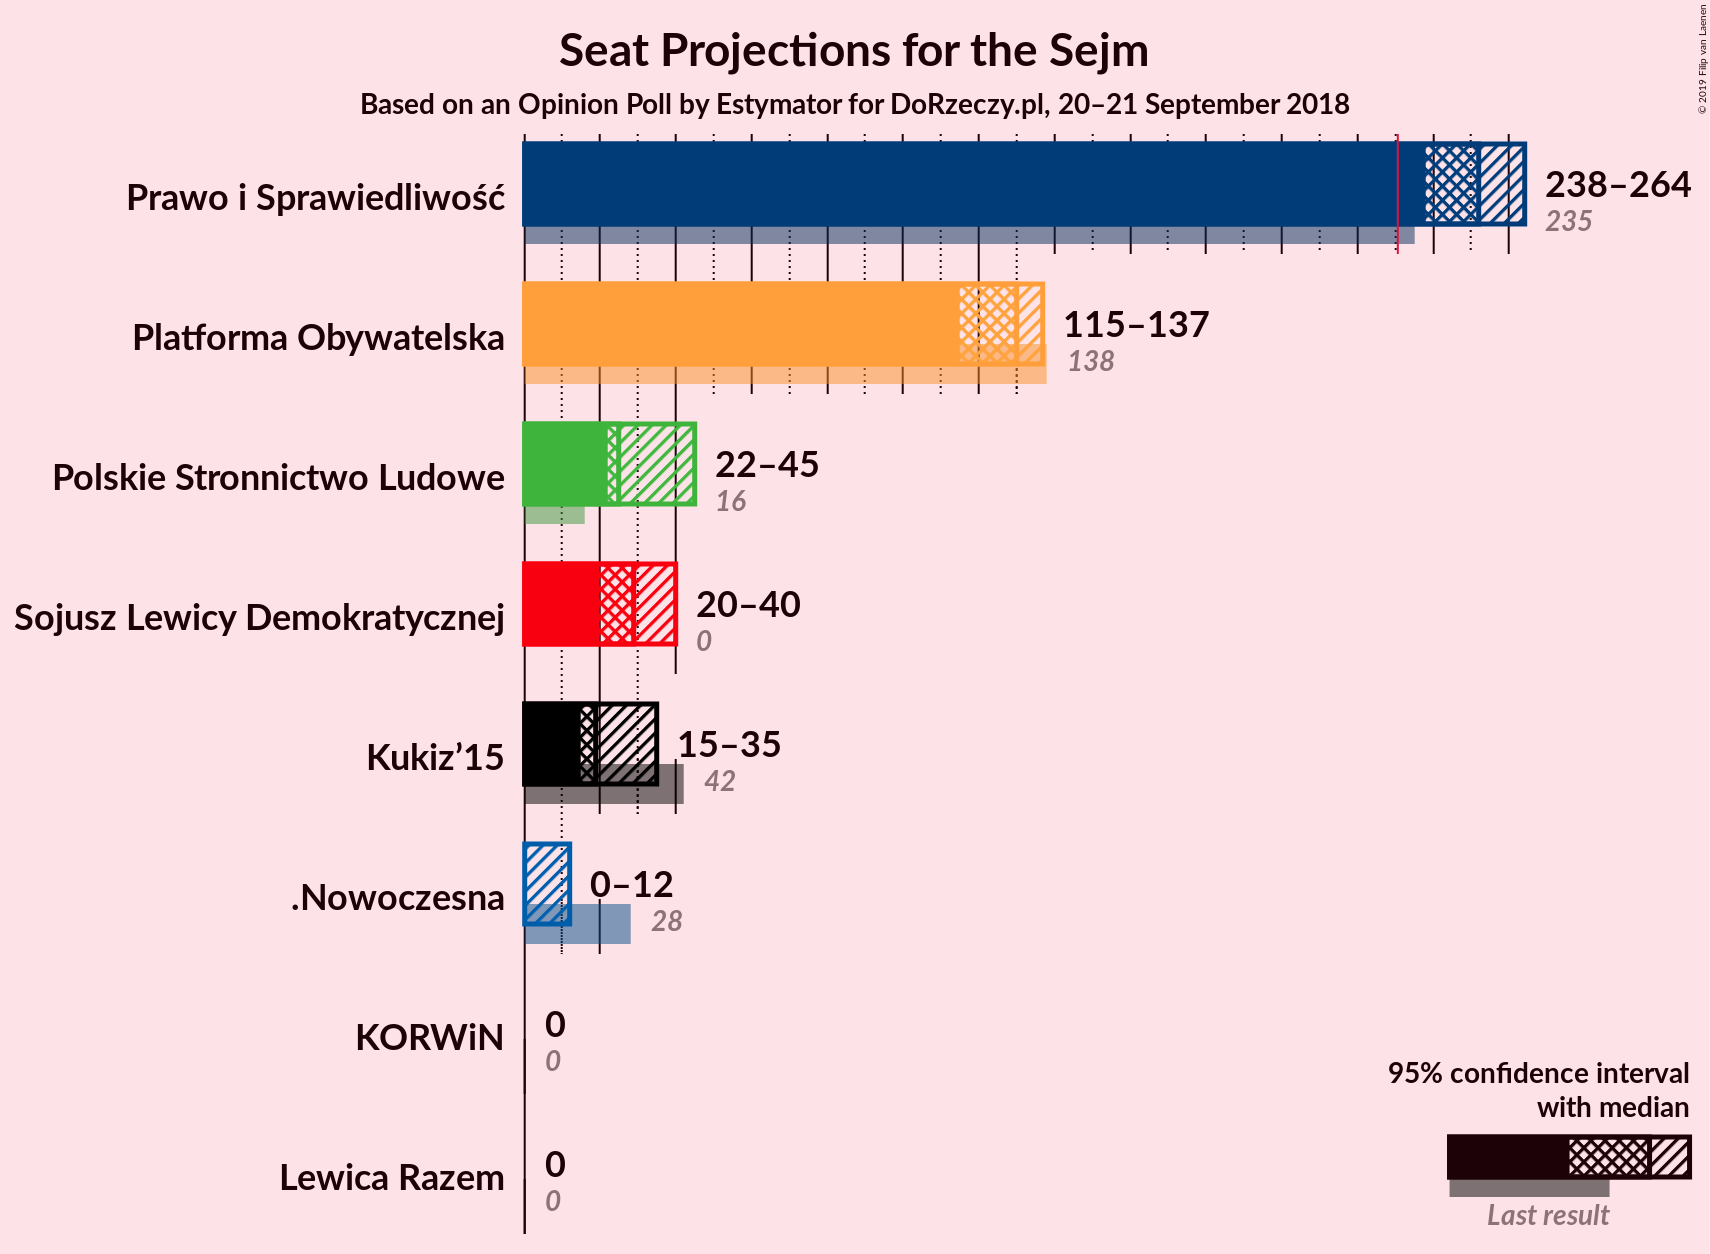 Seat Projections for the Sejm
Based on an Opinion Poll by Estymator for DoRzeczy.pl, 20–21 September 2018
© 2019 Filip van Laenen
Prawo i Sprawiedliwość
238–264
235
Platforma Obywatelska
115–137
138
Polskie Stronnictwo Ludowe
22–45
16
Sojusz Lewicy Demokratycznej
20–40
0
Kukiz’15
15–35
42
.Nowoczesna
0–12
28
KORWiN
0
0
Lewica Razem
0
0
95% confidence interval
with median
Last result